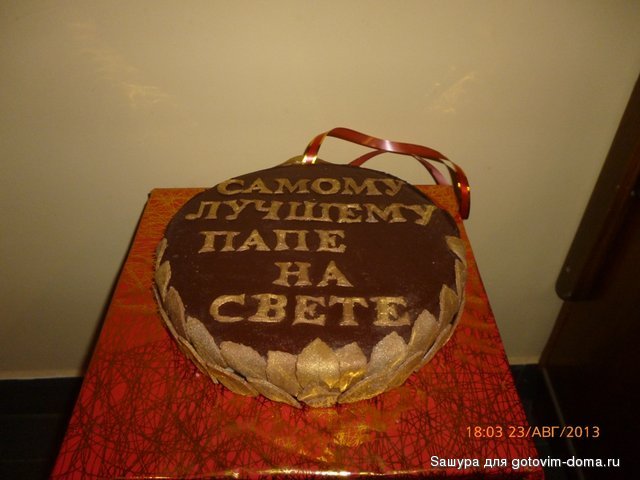 САМОМУ
ЛУЧШЕМУ
ПАПЕ
НА
СВЕТЕ
18:03 23/АВГ/2013
Сашура для gotovim-doma.ru